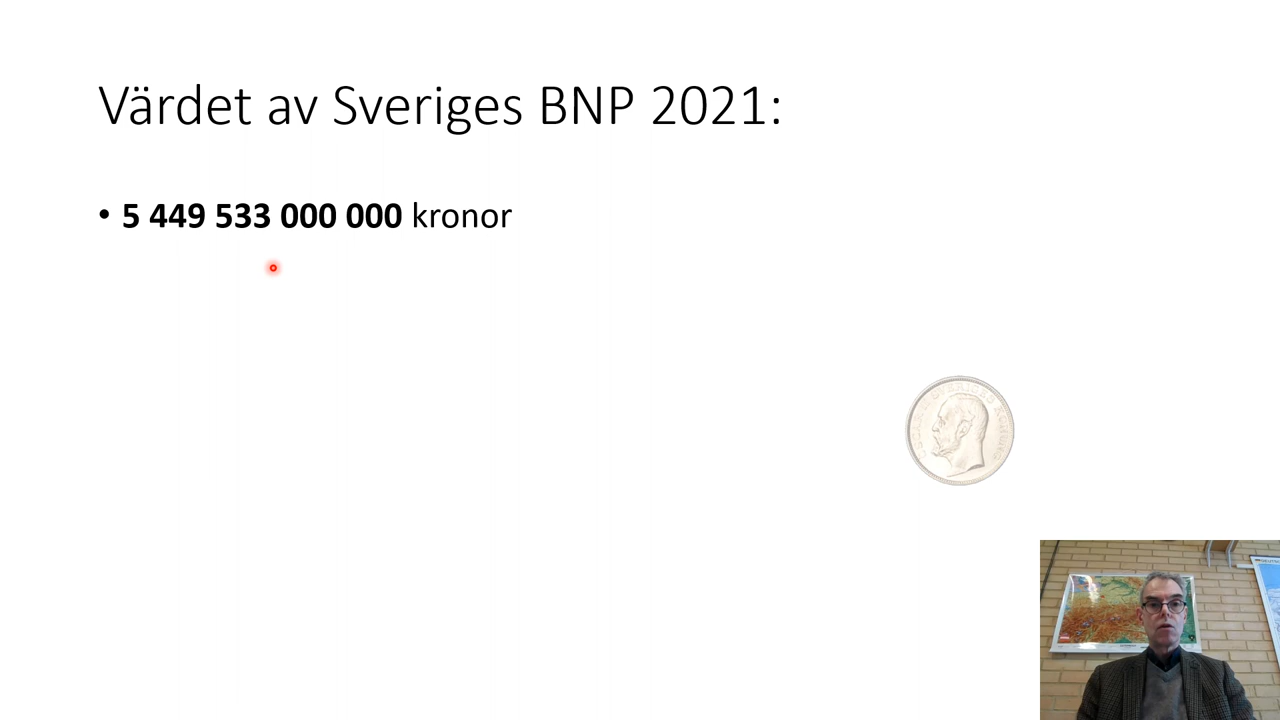 Värdet av Sveriges BNP 2021:
• 5 449 533 000 000 kronor